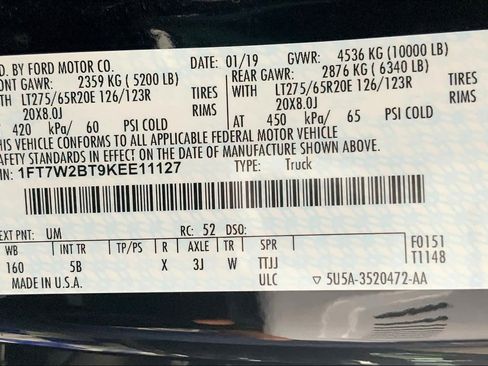 D. BY FORD MOTOR CO. DATE: 01/19 GVWR: 4536 KG (10000 LB)
ONT GAWR: 2359 KG ( 5200 LB) REAR GAWR: 2876 KG ( 6340 LB)
TH LT275/65R20E 126/123R TIRES WITH LT275/65R20E 126/123R TIRES
20X8.0J RIMS 20X8.0J RIMS
420 kPa/ 60 PSI COLD AT 450 kPa/ 65 PSI COLD
HIS VEHICLE CONFORMS TO ALL APPLICABLE FEDERAL MOTOR VEHICLE
AFETY STANDARDS IN EFFECT ON THE DATE OF MANUFACTURE SHOWN ABOVE.
IN: 1FT7W2BT9KEE11127 TYPE: Truck
EXT PNT: UM RC: 52 DSO:
WB INT TR TP/PS R AXLE TR SPR F0151
160 5B X 3J W TTJJ T1148
MADE IN U.S.A. ULC 5U5A-3520472-AA